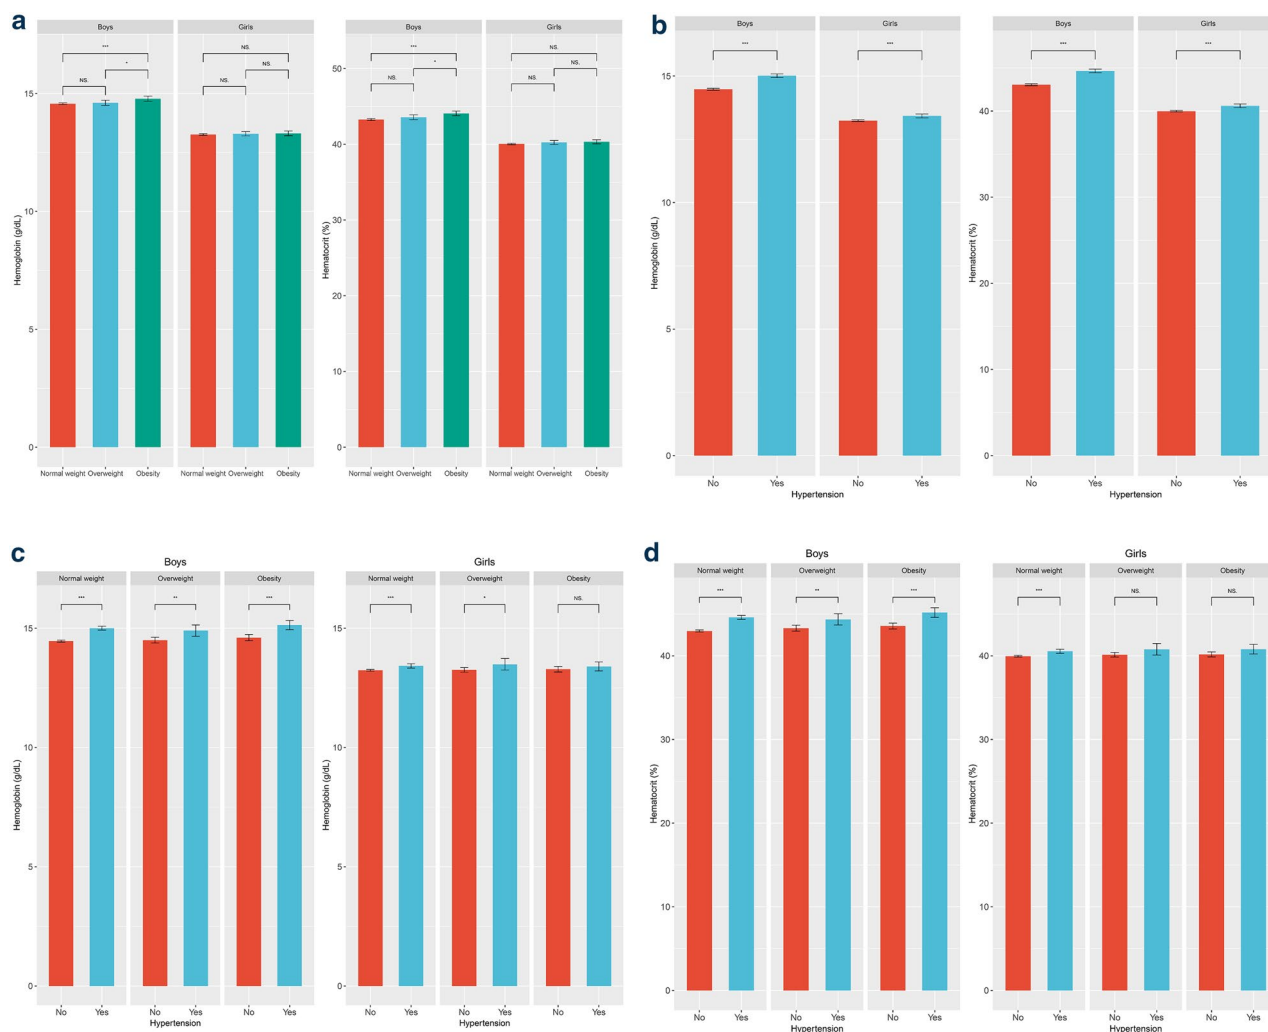 a
Boys
Girls
***
NS.
NS.
*
NS.
NS.
15
10
5
0
Hemoglobin (g/dL)
Normal weight Overweight Obesity
Normal weight Overweight Obesity
Boys
Girls
***
NS.
NS.
*
NS.
NS.
50
40
30
20
10
0
Hematocrit (%)
Normal weight Overweight Obesity
Normal weight Overweight Obesity
b
Boys
Girls
***
***
15
10
5
0
Hemoglobin (g/dL)
No Yes
No Yes
Hypertension
Boys
Girls
***
***
40
30
20
10
0
Hematocrit (%)
No Yes
No Yes
Hypertension
c
Boys
Normal weight
Overweight
Obesity
***
**
***
15
10
5
0
Hemoglobin (g/dL)
No Yes
No Yes
No Yes
Hypertension
Girls
Normal weight
Overweight
Obesity
***
*
NS.
15
10
5
0
Hemoglobin (g/dL)
No Yes
No Yes
No Yes
Hypertension
d
Boys
Normal weight
Overweight
Obesity
***
**
***
40
30
20
10
0
Hematocrit (%)
No Yes
No Yes
No Yes
Hypertension
Girls
Normal weight
Overweight
Obesity
***
NS.
NS.
40
30
20
10
0
Hematocrit (%)
No Yes
No Yes
No Yes
Hypertension